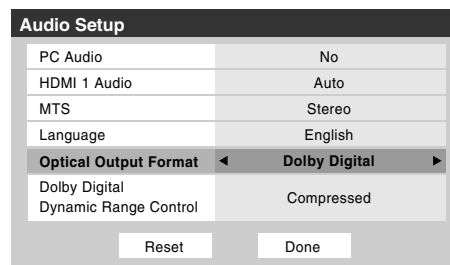 Audio Setup
PC Audio No
HDMI 1 Audio Auto
MTS Stereo
Language English
Optical Output Format ◄ Dolby Digital ►
Dolby Digital
Dynamic Range Control Compressed
Reset Done